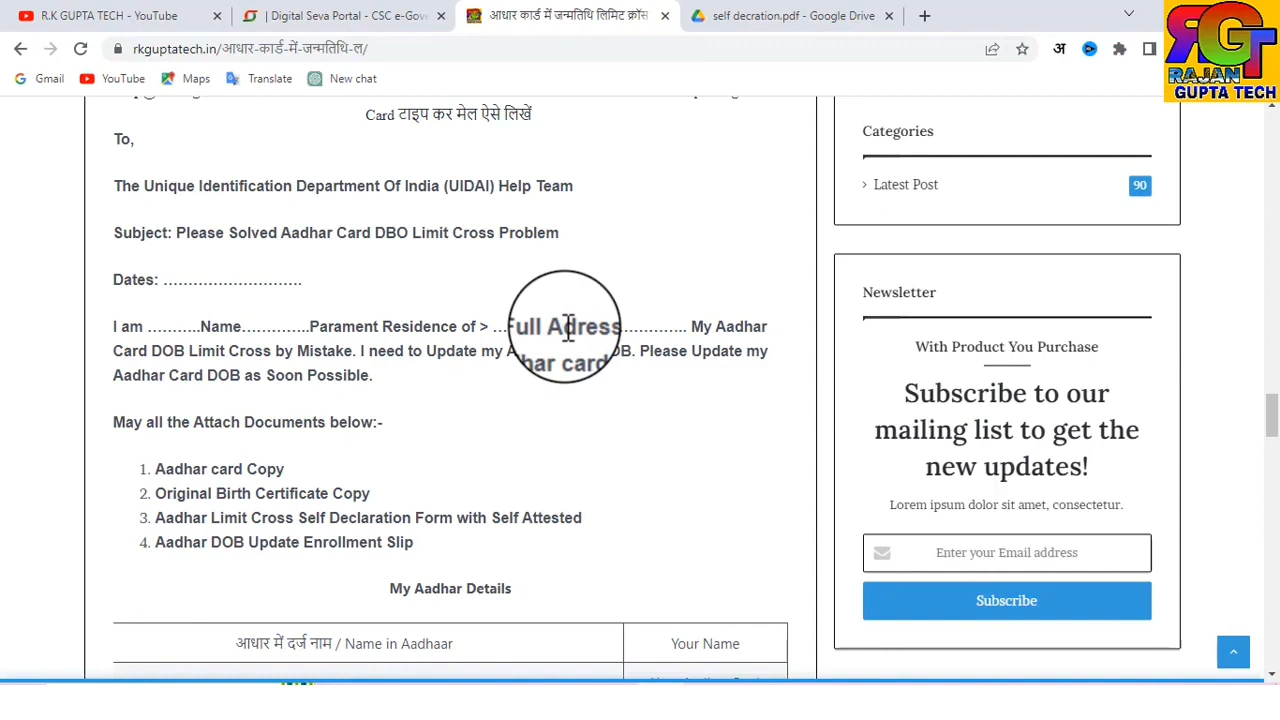 R.K GUPTA TECH - YouTube
| Digital Seva Portal - CSC e-Gove
आधार कार्ड में जन्मतिथि लिमिट क्रॉस
self decration.pdf - Google Drive
rkguptatech.in/आधार-कार्ड-में-जन्मतिथि-ल/
अ
RGT
RAJAN
GUPTA TECH
Gmail
YouTube
Maps
Translate
New chat
Card टाइप कर मेल ऐसे लिखें
To,
The Unique Identification Department Of India (UIDAI) Help Team
Subject: Please Solved Aadhar Card DBO Limit Cross Problem
Dates: ……………………….
I am ………..Name…………..Parament Residence of > …Full Adress………….. My Aadhar
Card DOB Limit Cross by Mistake. I need to Update my Adhar card DOB. Please Update my
Aadhar Card DOB as Soon Possible.
May all the Attach Documents below:-
1. Aadhar card Copy
2. Original Birth Certificate Copy
3. Aadhar Limit Cross Self Declaration Form with Self Attested
4. Aadhar DOB Update Enrollment Slip
My Aadhar Details
आधार में दर्ज नाम / Name in Aadhaar
Your Name
Categories
Latest Post
90
Newsletter
With Product You Purchase
Subscribe to our
mailing list to get the
new updates!
Lorem ipsum dolor sit amet, consectetur.
Enter your Email address
Subscribe